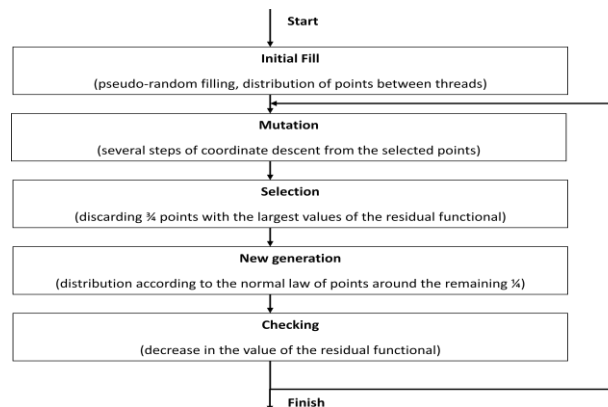 Start
Initial Fill
(pseudo-random filling, distribution of points between threads)
Mutation
(several steps of coordinate descent from the selected points)
Selection
(discarding ¾ points with the largest values of the residual functional)
New generation
(distribution according to the normal law of points around the remaining ¼)
Checking
(decrease in the value of the residual functional)
Finish